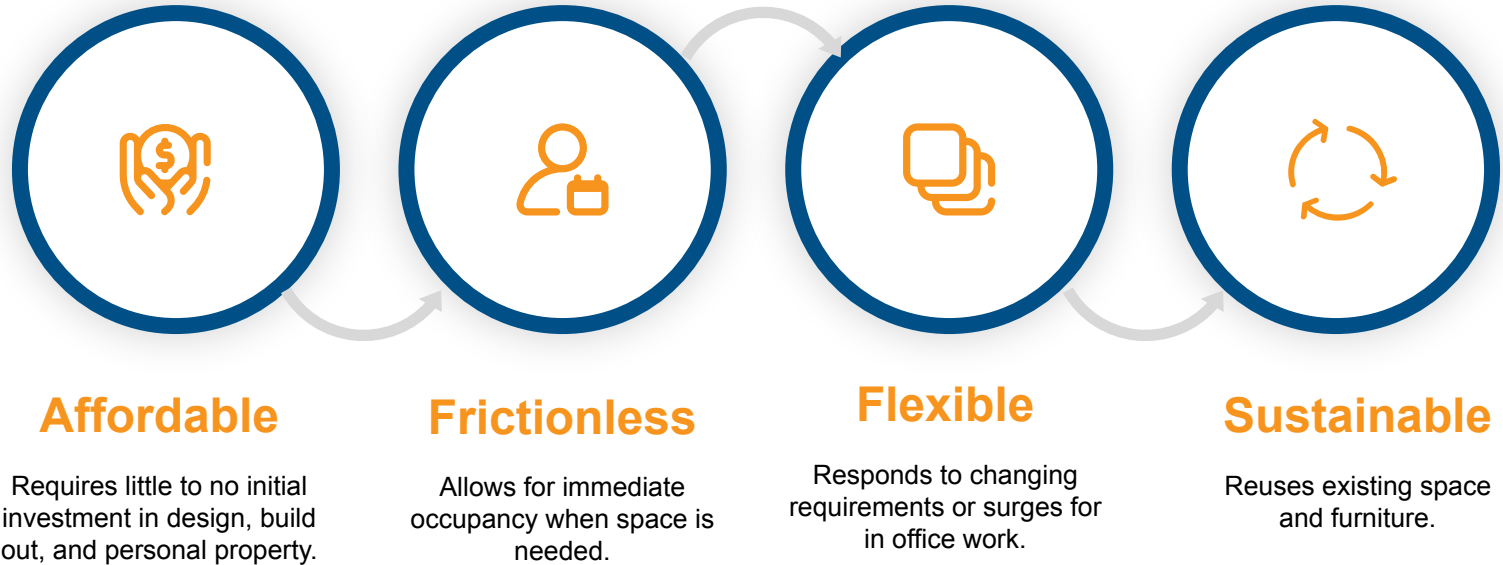 $
Affordable
Requires little to no initial
investment in design, build
out, and personal property.
Frictionless
Allows for immediate
occupancy when space is
needed.
Flexible
Responds to changing
requirements or surges for
in office work.
Sustainable
Reuses existing space
and furniture.